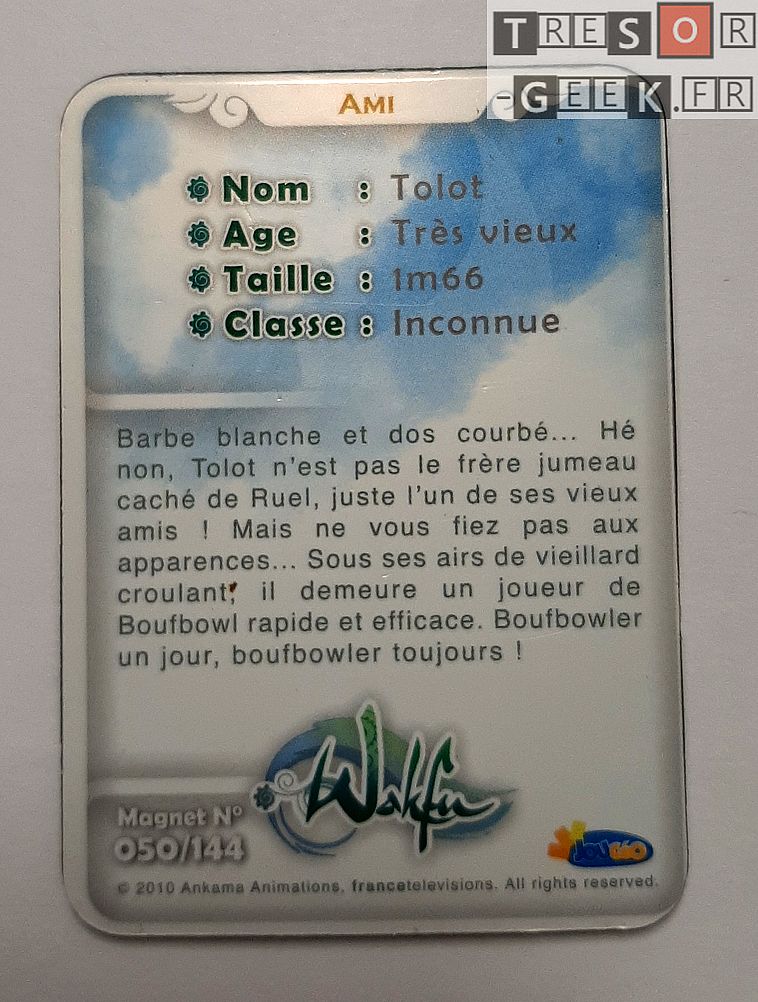 TRESOR
-GEEK.FR
AMI
Nom : Tolot
Age : Très vieux
Taille : 1m66
Classe : Inconnue
Barbe blanche et dos courbé... Hé
non, Tolot n'est pas le frère jumeau
caché de Ruel, juste l'un de ses vieux
amis ! Mais ne vous fiez pas aux
apparences... Sous ses airs de vieillard
croulant, il demeure un joueur de
Boufbowl rapide et efficace. Boufbowler
un jour, boufbowler toujours !
Wakfu
Magnet N°
050/144
JOUGLO
© 2010 Ankama Animations, francetelevisions. All rights reserved.